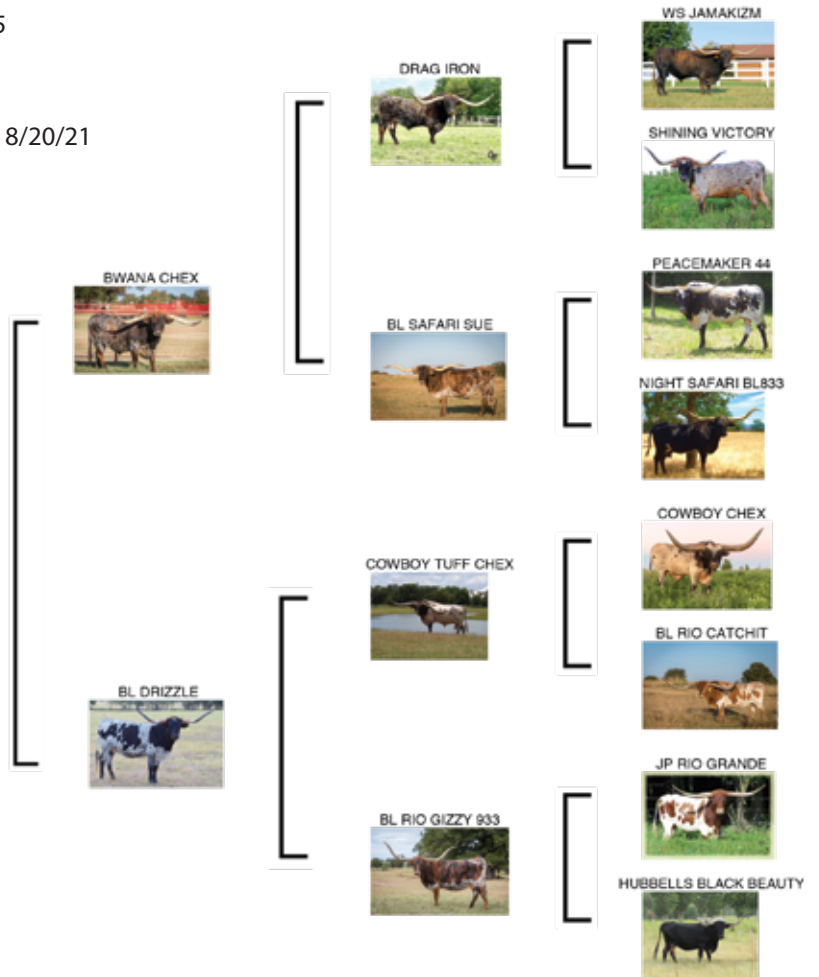 5
8/20/21
WS JAMAKIZM
DRAG IRON
SHINING VICTORY
BWANA CHEX
PEACEMAKER 44
BL SAFARI SUE
NIGHT SAFARI BL833
COWBOY CHEX
COWBOY TUFF CHEX
BL RIO CATCHIT
BL DRIZZLE
JP RIO GRANDE
BL RIO GIZZY 933
HUBBELLS BLACK BEAUTY